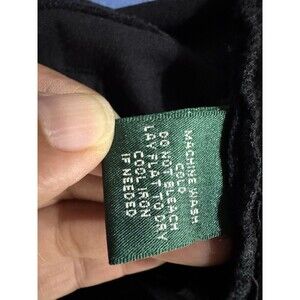 MACHINE WASH
COLD
DO NOT BLEACH
LAY FLAT TO DRY
COOL IRON
IF NEEDED